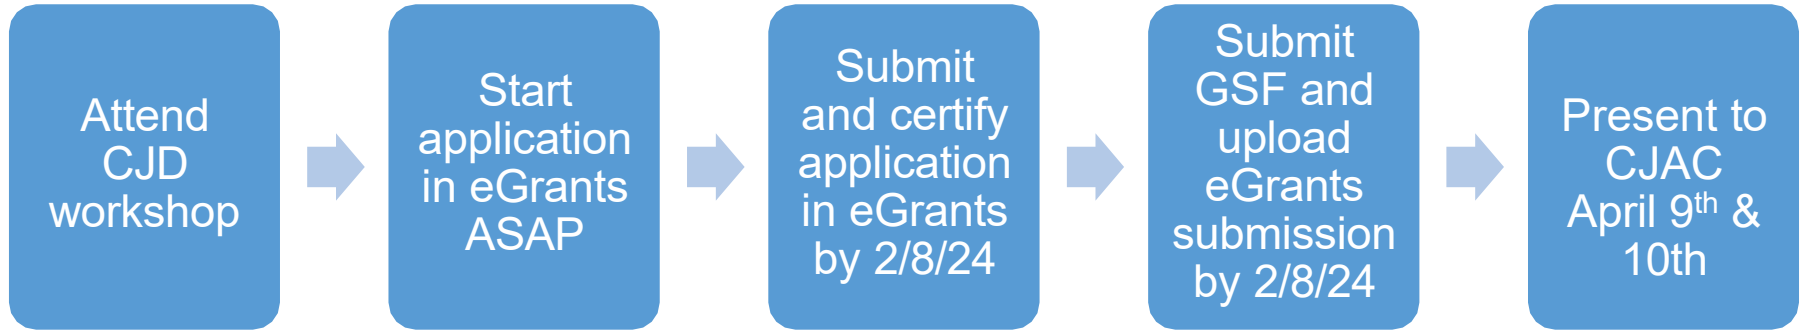 Attend
CJD
workshop
Start
application
in eGrants
ASAP
Submit
and certify
application
in eGrants
by 2/8/24
Submit
GSF and
upload
eGrants
submission
by 2/8/24
Present to
CJAC
April 9th &
10th